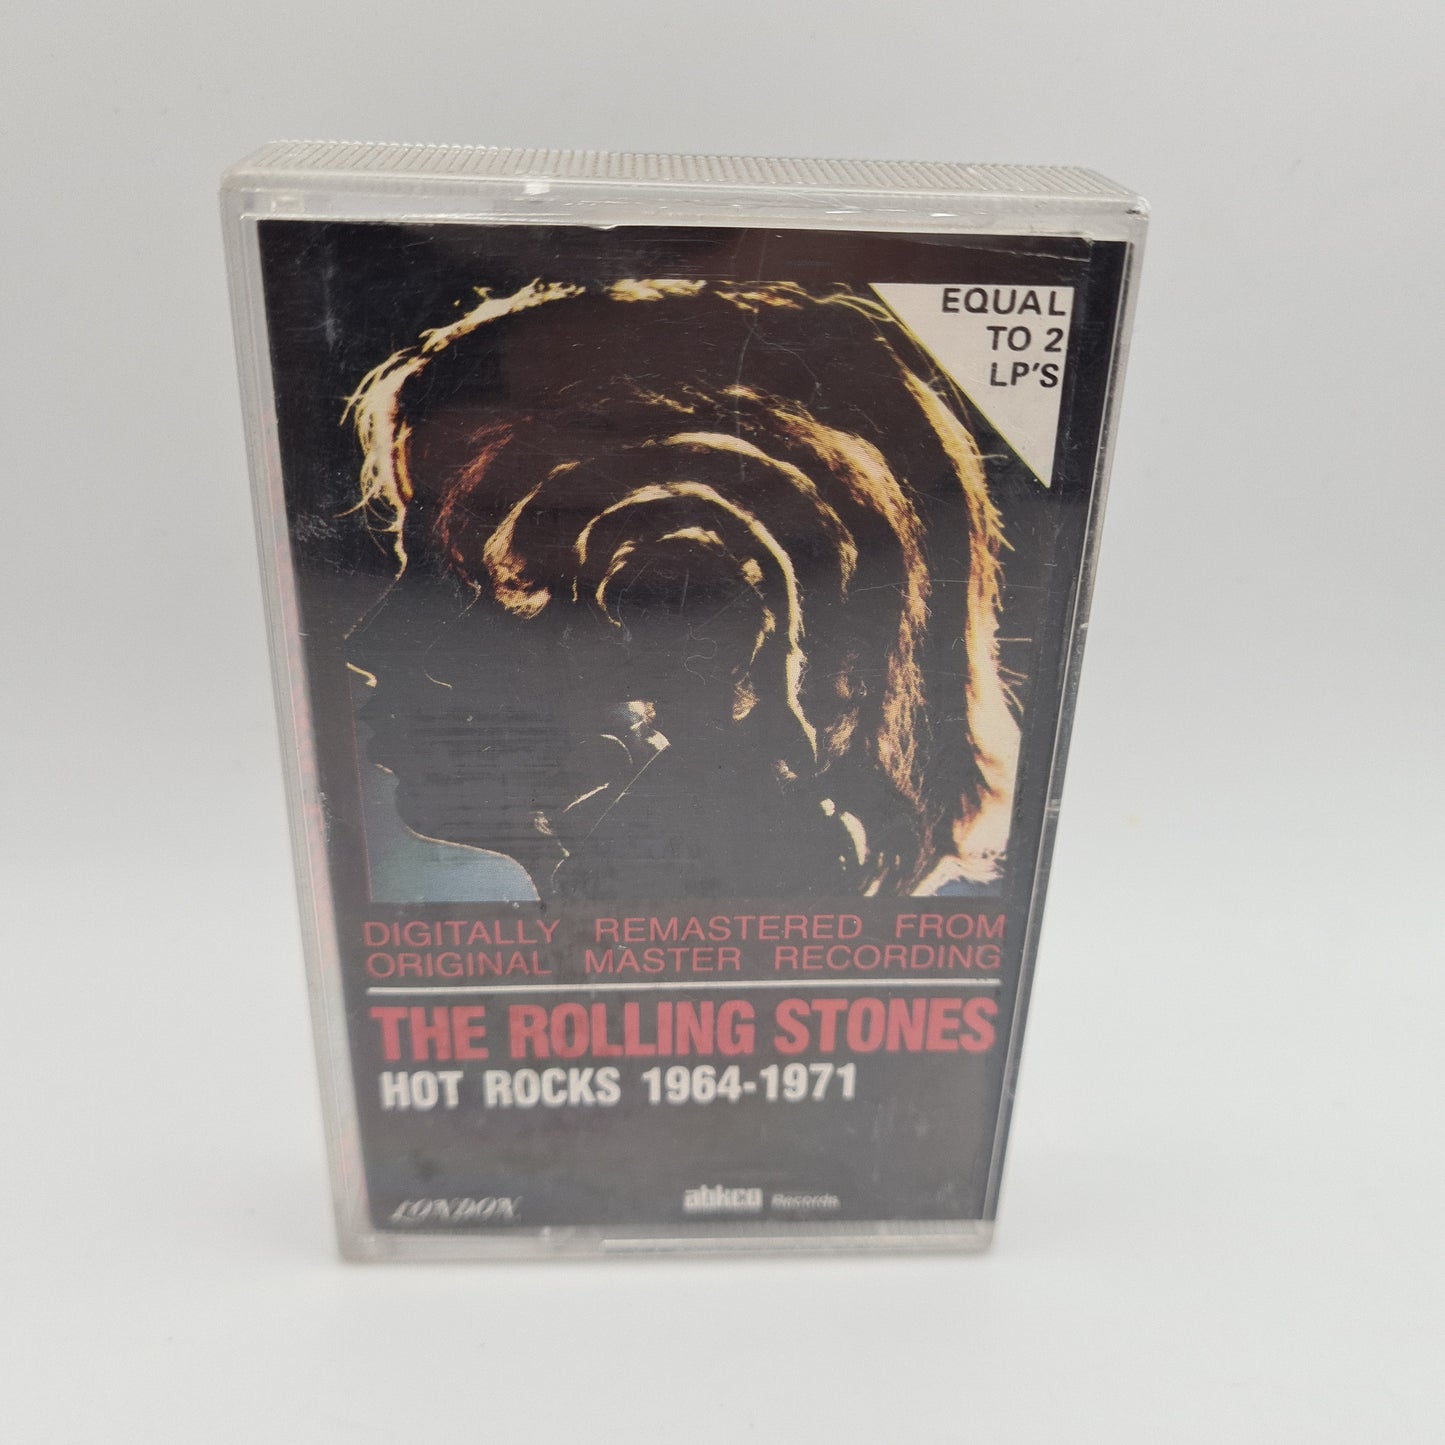 EQUAL
TO 2
LP'S
DIGITALLY REMASTERED FROM
ORIGINAL MASTER RECORDING
THE ROLLING STONES
HOT ROCKS 1964-1971
LONDON
abkco Records